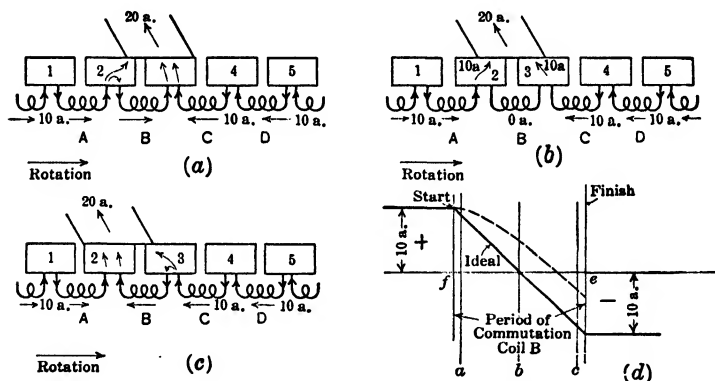 20 a.
1 2 4 5
10 a. 10 a. 10 a.
A B C D
(a)
Rotation
20 a.
1 10a 2 3 10a 4 5
10 a. 0 a. 10 a. 10 a.
A B C D
(b)
Rotation
20 a.
1 2 3 4 5
10 a. 10 a. 10 a.
A B C D
(c)
Rotation
Start
Finish
10 a.
+
Ideal
f
e
−
10 a.
Period of
Commutation
Coil B
a b c
(d)